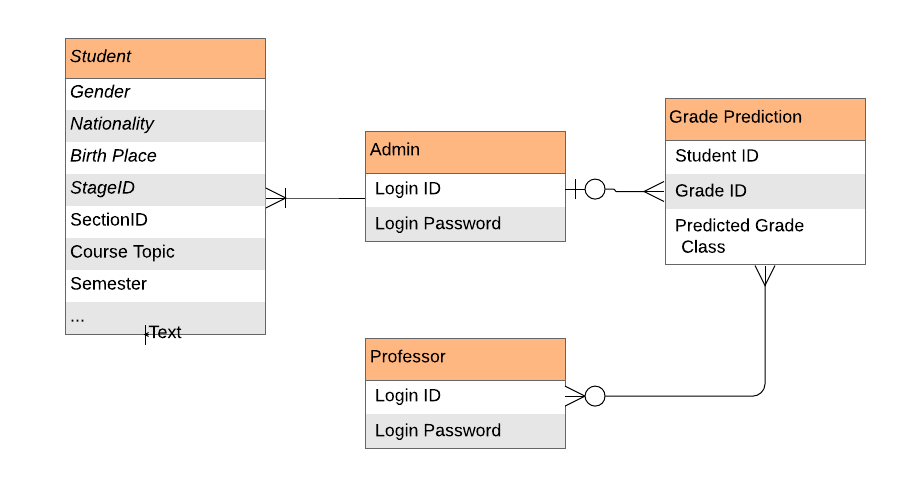 Student
Gender
Nationality
Birth Place
StageID
SectionID
Course Topic
Semester
...
Text
Admin
Login ID
Login Password
Grade Prediction
Student ID
Grade ID
Predicted Grade
Class
Professor
Login ID
Login Password